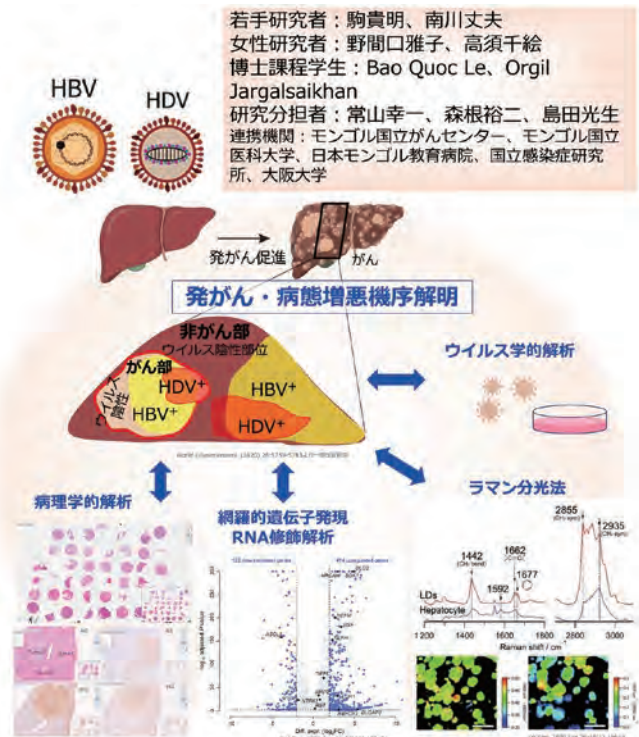 若手研究者：駒貴明、南川丈夫
女性研究者：野間口雅子、高須千絵
博士課程学生：Bao Quoc Le、Orgil
Jargalsaikhan
研究分担者：常山幸一、森根裕二、島田光生
連携機関：モンゴル国立がんセンター、モンゴル国立
医科大学、日本モンゴル教育病院、国立感染症研究
所、大阪大学
HBV
HDV
発がん促進
がん
発がん・病態増悪機序解明
非がん部
ウイルス陰性部位
がん部
ウイルス
陰性
HDV⁺
HBV⁺
HBV⁺
HDV⁺
ウイルス学的解析
病理学的解析
網羅的遺伝子発現
RNA修飾解析
ラマン分光法
2855
2935
1442
1662
1592
1677
LDs
Hepatocyte
1200
1400
1600
1800
2800
3000
Raman shift / cm